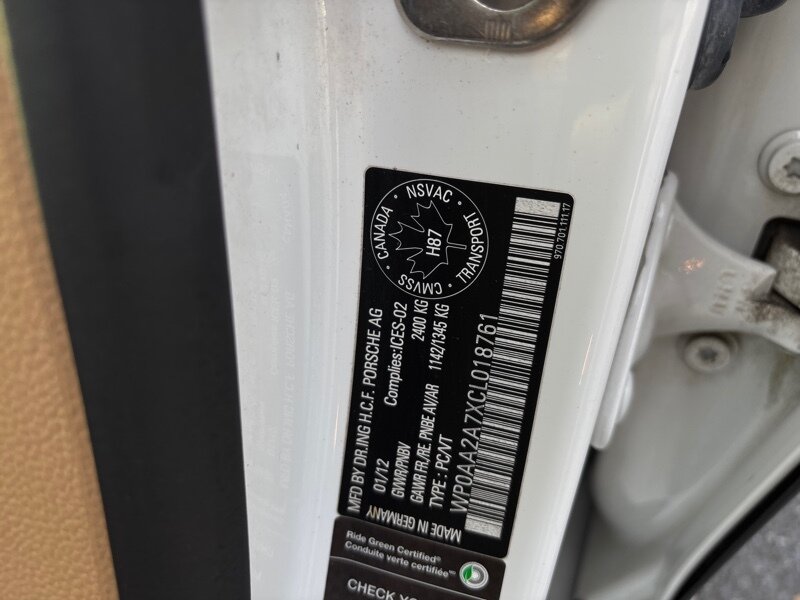 MFD BY DR.ING H.C.F. PORSCHE AG
01/12 Complies: ICES-02
GVWR/PNBV 2400 KG
GAWR FR./RE. PNBE AV/AR 1142/1345 KG
TYPE : PC/VT
WP0AA2A7XCL018761
MADE IN GERMANY
CANADA · NSVAC · TRANSPORT · CMVSS ·
H87
970.701.111.17
Ride Green Certified®
Conduite verte certifiée
CHECK YO